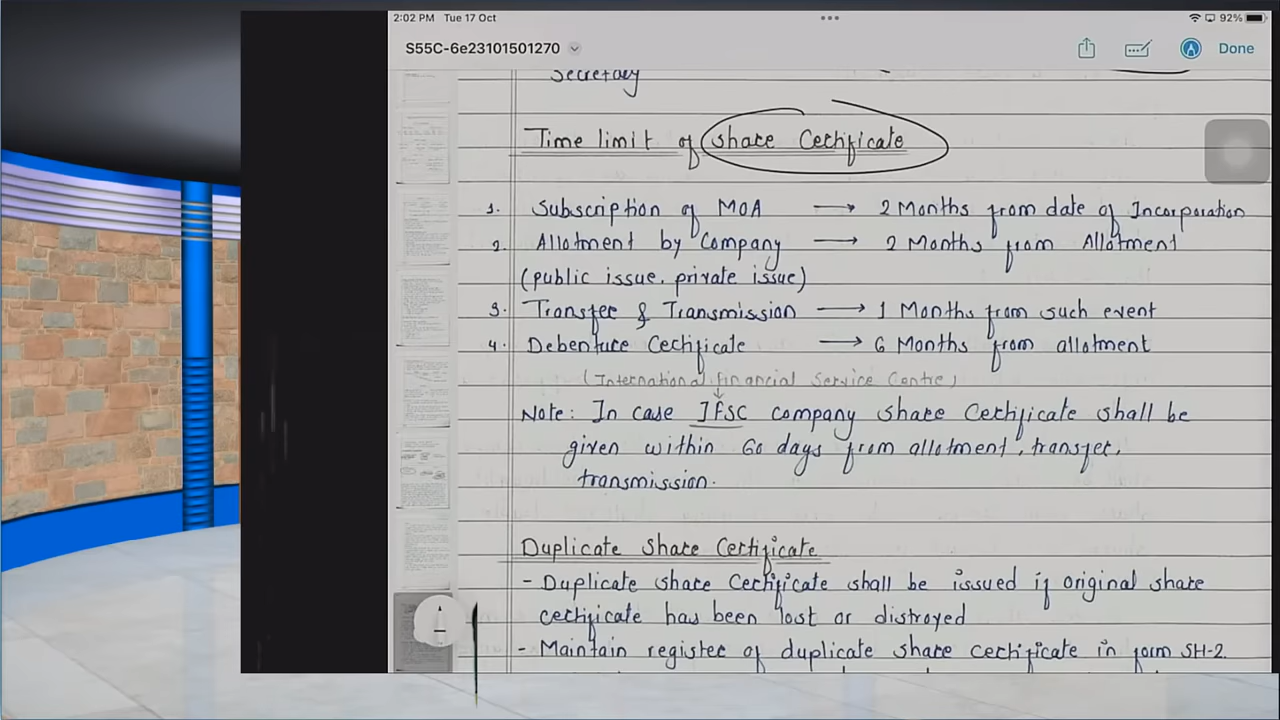 2:02 PM Tue 17 Oct
92%
S55C-6e23101501270
Done
Secretary
Time limit of share Certificate
1. Subscription of MOA → 2 Months from date of Incorporation
2. Allotment by Company → 2 Months from Allotment
(public issue, private issue)
3. Transfer & Transmission → 1 Months from such event
4. Debenture Certificate → 6 Months from allotment
(International financial Service Centre)
Note: In case IFSC company share Certificate shall be
given within 60 days from allotment, transfer,
transmission.
Duplicate Share Certificate
- Duplicate share Certificate shall be issued if original share
certificate has been lost or distroyed
- Maintain register of duplicate share certificate in form SH-2.